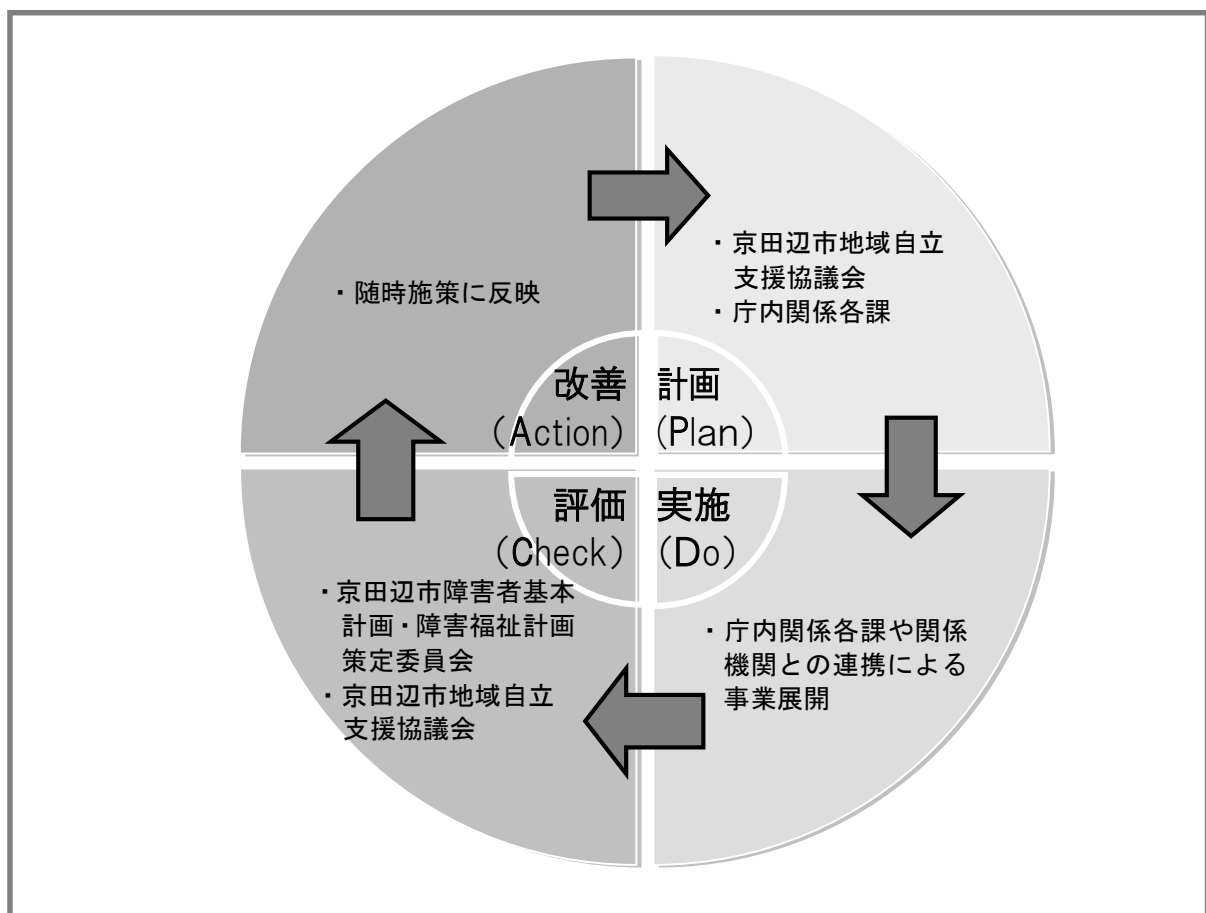 ・随時施策に反映
・京田辺市地域自立
支援協議会
・庁内関係各課
改善
(Action)
計画
(Plan)
評価
(Check)
実施
(Do)
・京田辺市障害者基本
計画・障害福祉計画
策定委員会
・京田辺市地域自立
支援協議会
・庁内関係各課や関係
機関との連携による
事業展開